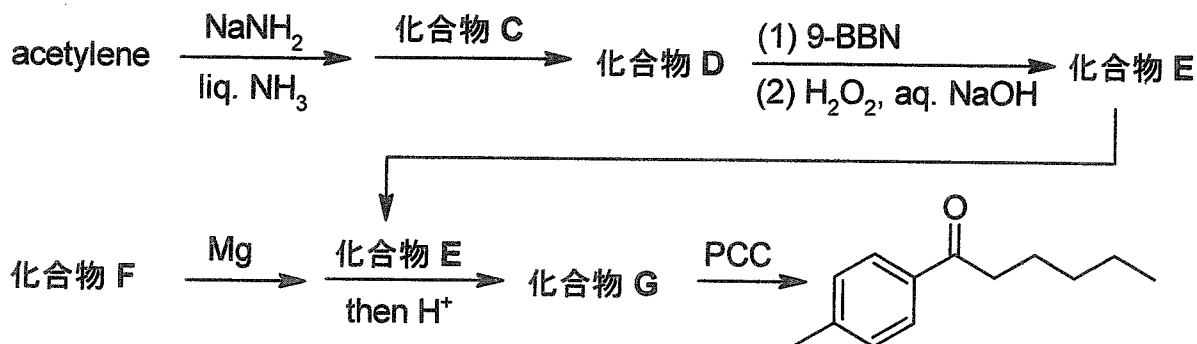 acetylene NaNH₂ liq. NH₃ 化合物 C 化合物 D (1) 9-BBN (2) H₂O₂, aq. NaOH 化合物 E
化合物 F Mg 化合物 E then H⁺ 化合物 G PCC O